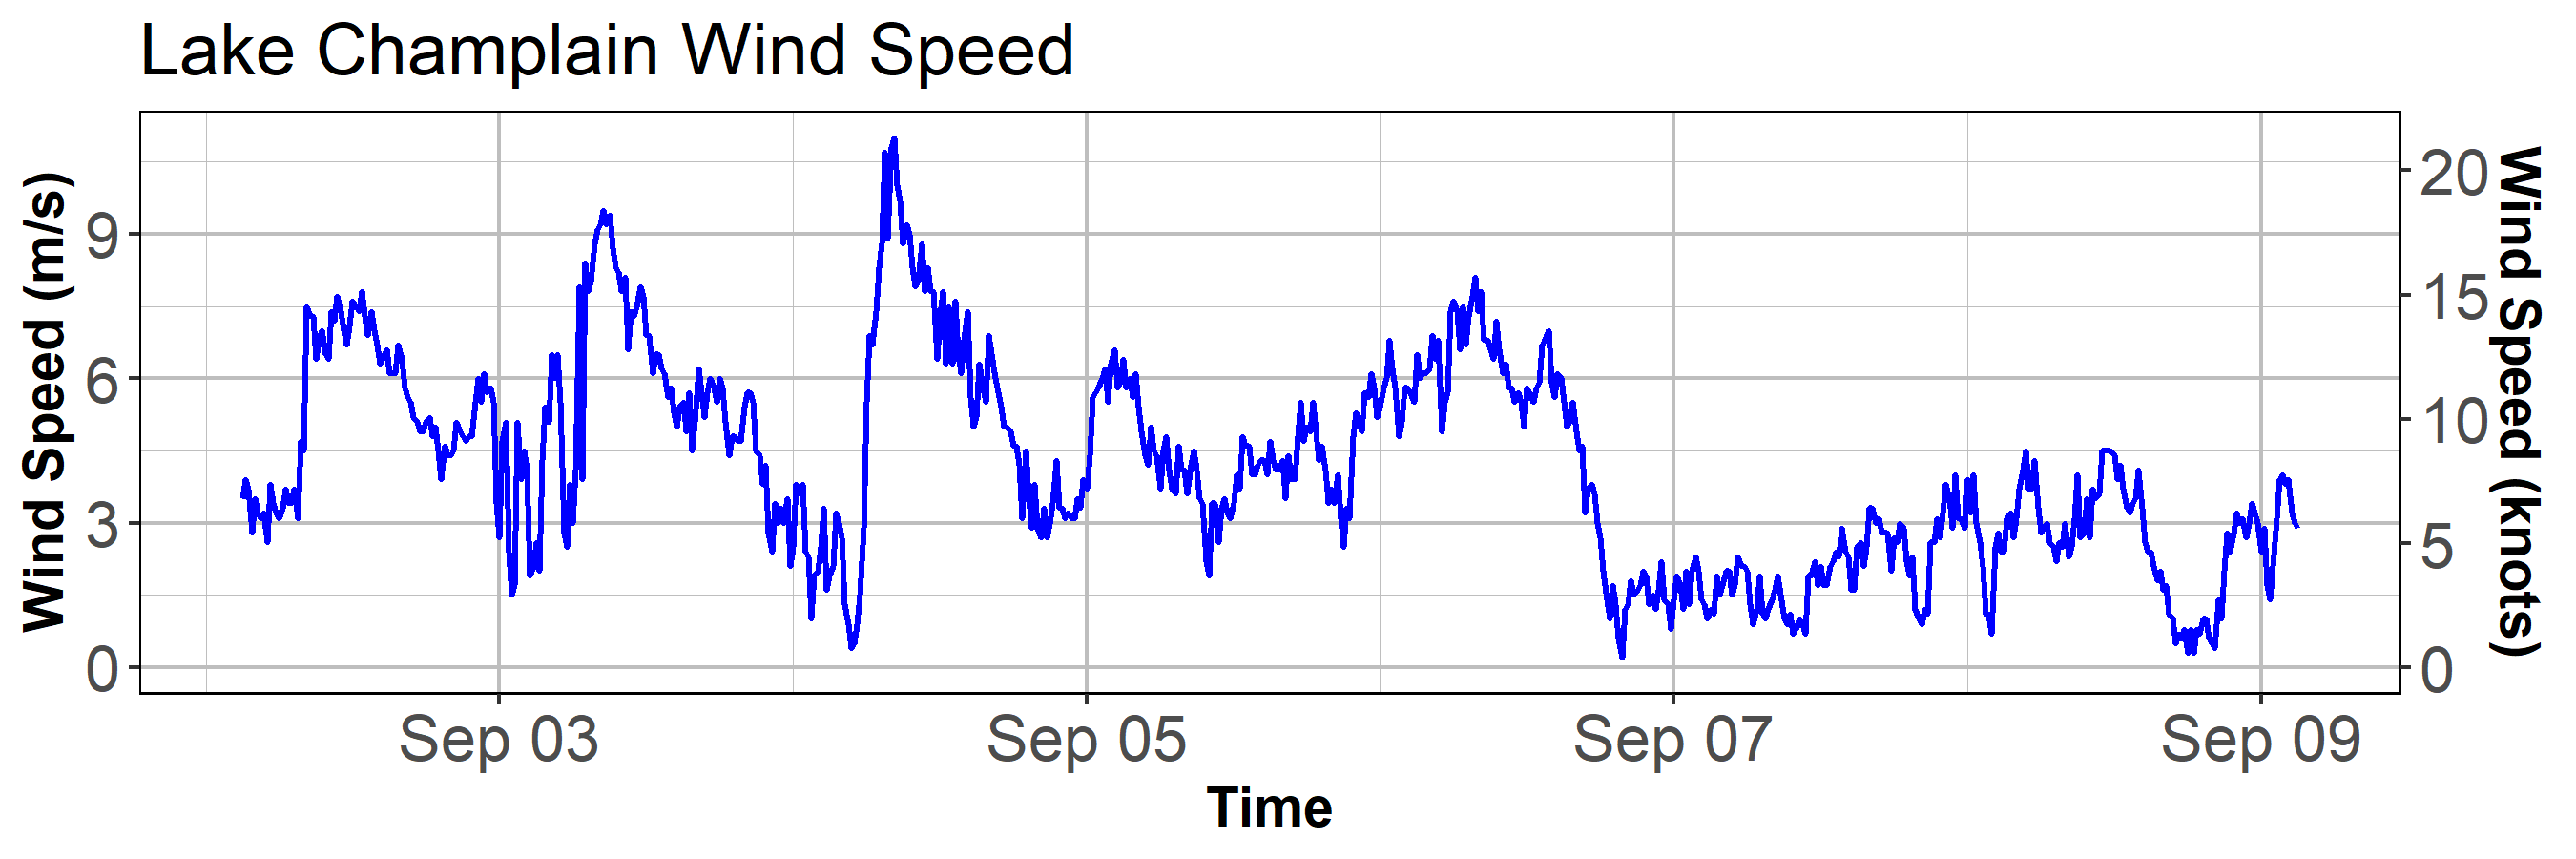 Lake Champlain Wind Speed
Wind Speed (m/s)
9
6
3
0
20
15
10
5
0
Wind Speed (knots)
Sep 03
Sep 05
Sep 07
Sep 09
Time